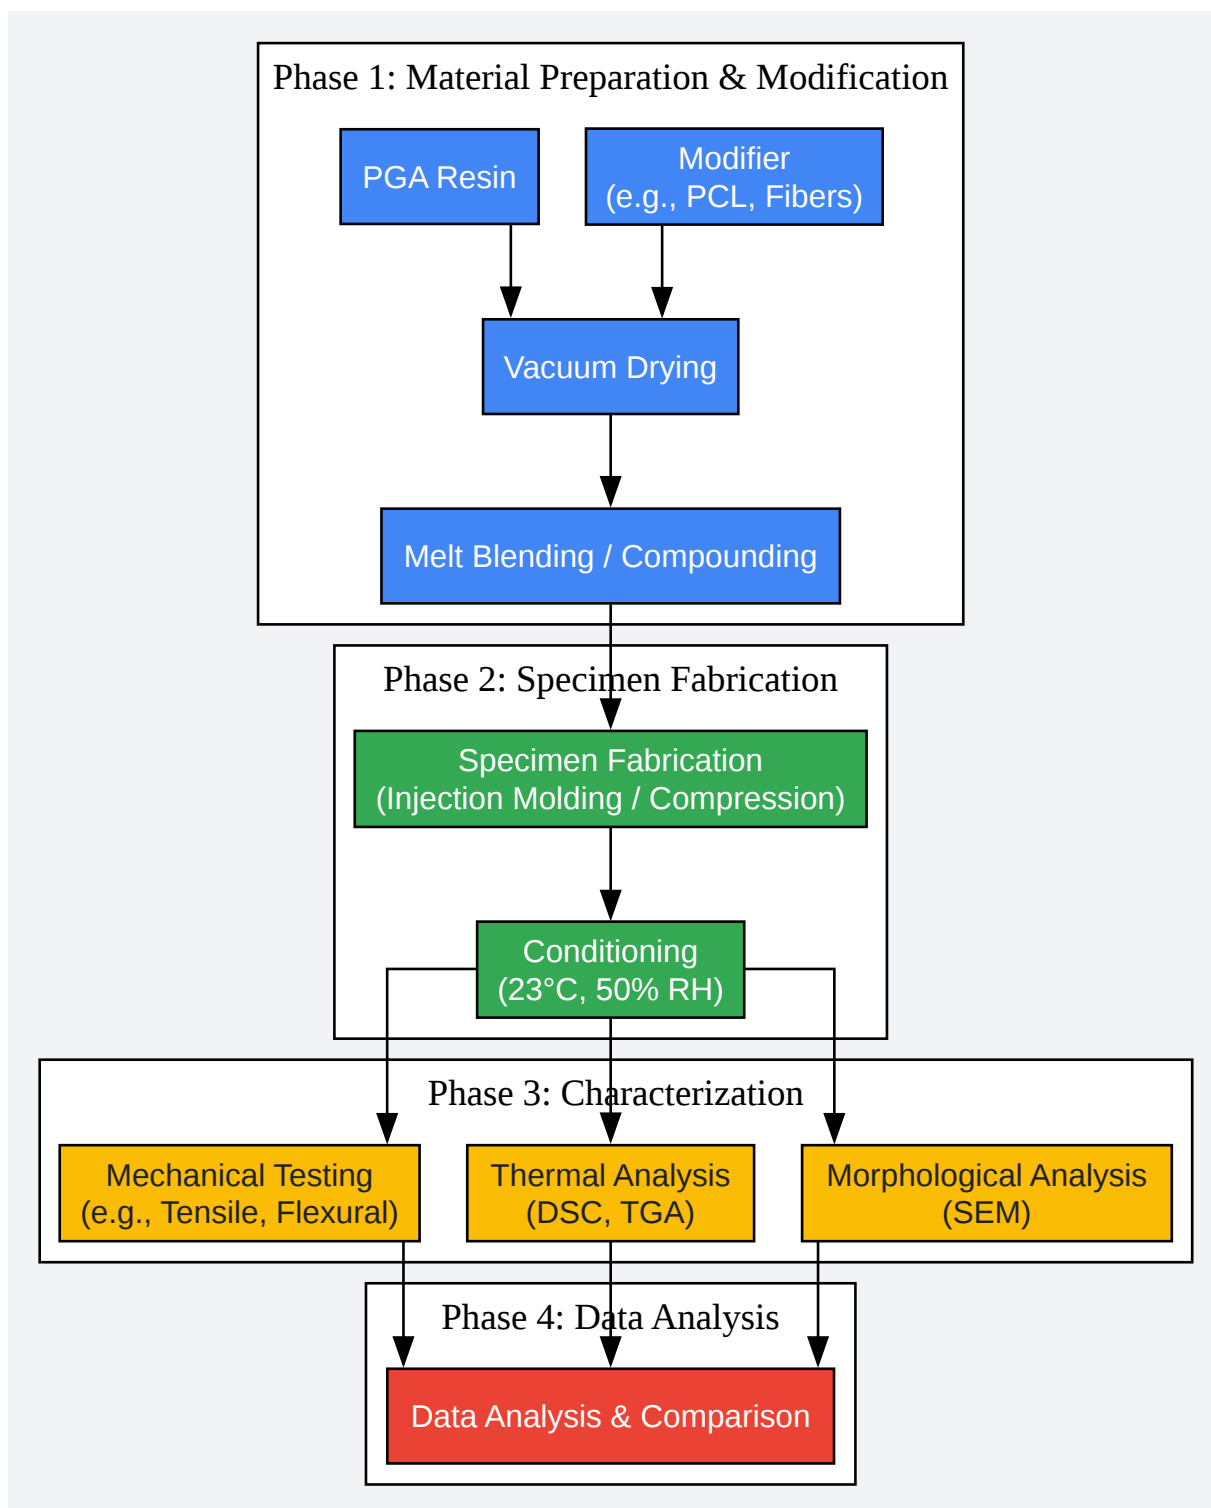 Phase 1: Material Preparation & Modification
PGA Resin
Modifier
(e.g., PCL, Fibers)
Vacuum Drying
Melt Blending / Compounding
Phase 2: Specimen Fabrication
Specimen Fabrication
(Injection Molding / Compression)
Conditioning
(23°C, 50% RH)
Phase 3: Characterization
Mechanical Testing
(e.g., Tensile, Flexural)
Thermal Analysis
(DSC, TGA)
Morphological Analysis
(SEM)
Phase 4: Data Analysis
Data Analysis & Comparison